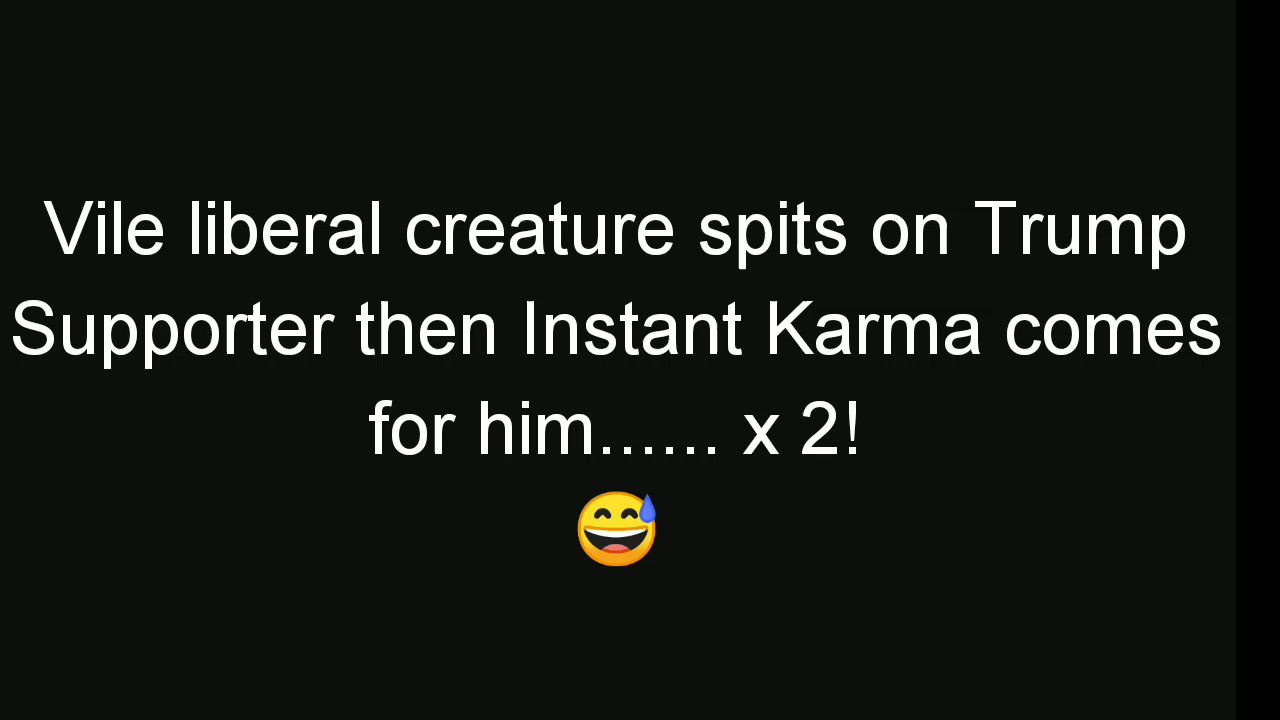 Vile liberal creature spits on Trump
Supporter then Instant Karma comes
for him...... x 2!
😅